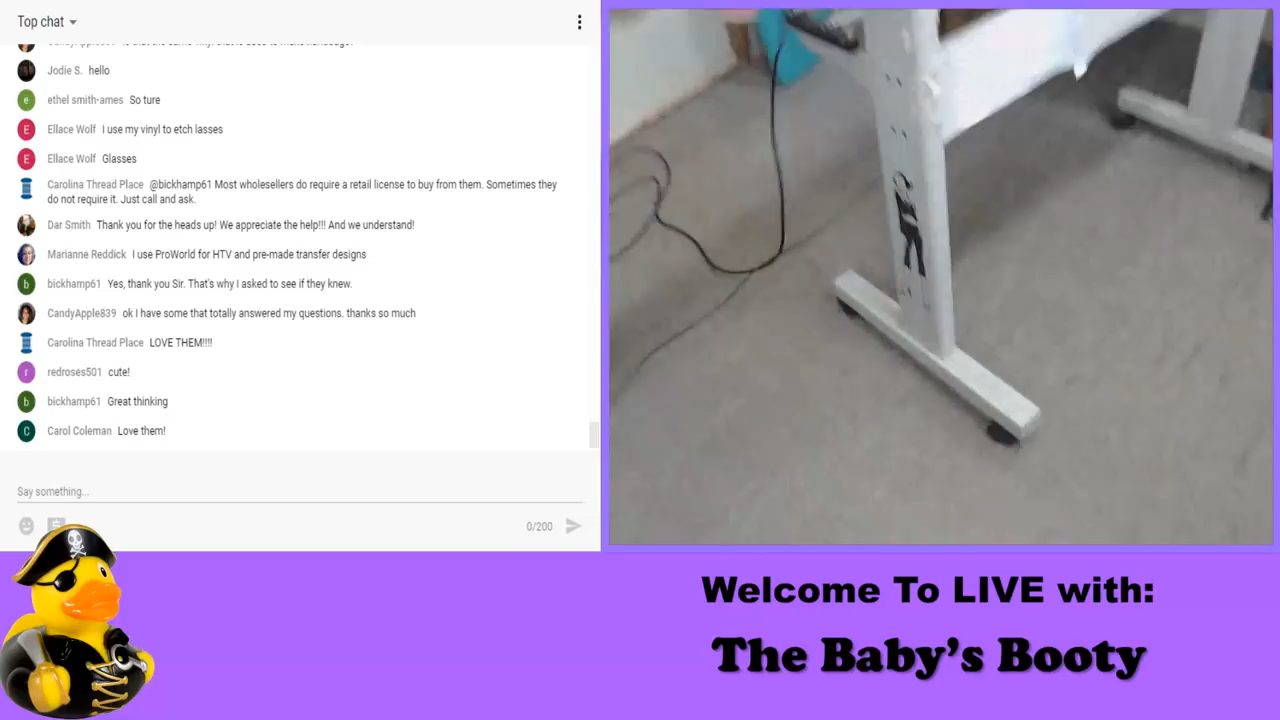 Top chat
Jodie S. hello
ethel smith-ames So ture
Ellace Wolf I use my vinyl to etch lasses
Ellace Wolf Glasses
Carolina Thread Place @bickhamp61 Most wholesellers do require a retail license to buy from them. Sometimes they
do not require it. Just call and ask.
Dar Smith Thank you for the heads up! We appreciate the help!!! And we understand!
Marianne Reddick I use ProWorld for HTV and pre-made transfer designs
bickhamp61 Yes, thank you Sir. That's why I asked to see if they knew.
CandyApple839 ok I have some that totally answered my questions. thanks so much
Carolina Thread Place LOVE THEM!!!!
redroses501 cute!
bickhamp61 Great thinking
Carol Coleman Love them!
Say something...
0/200
Welcome To LIVE with:
The Baby's Booty